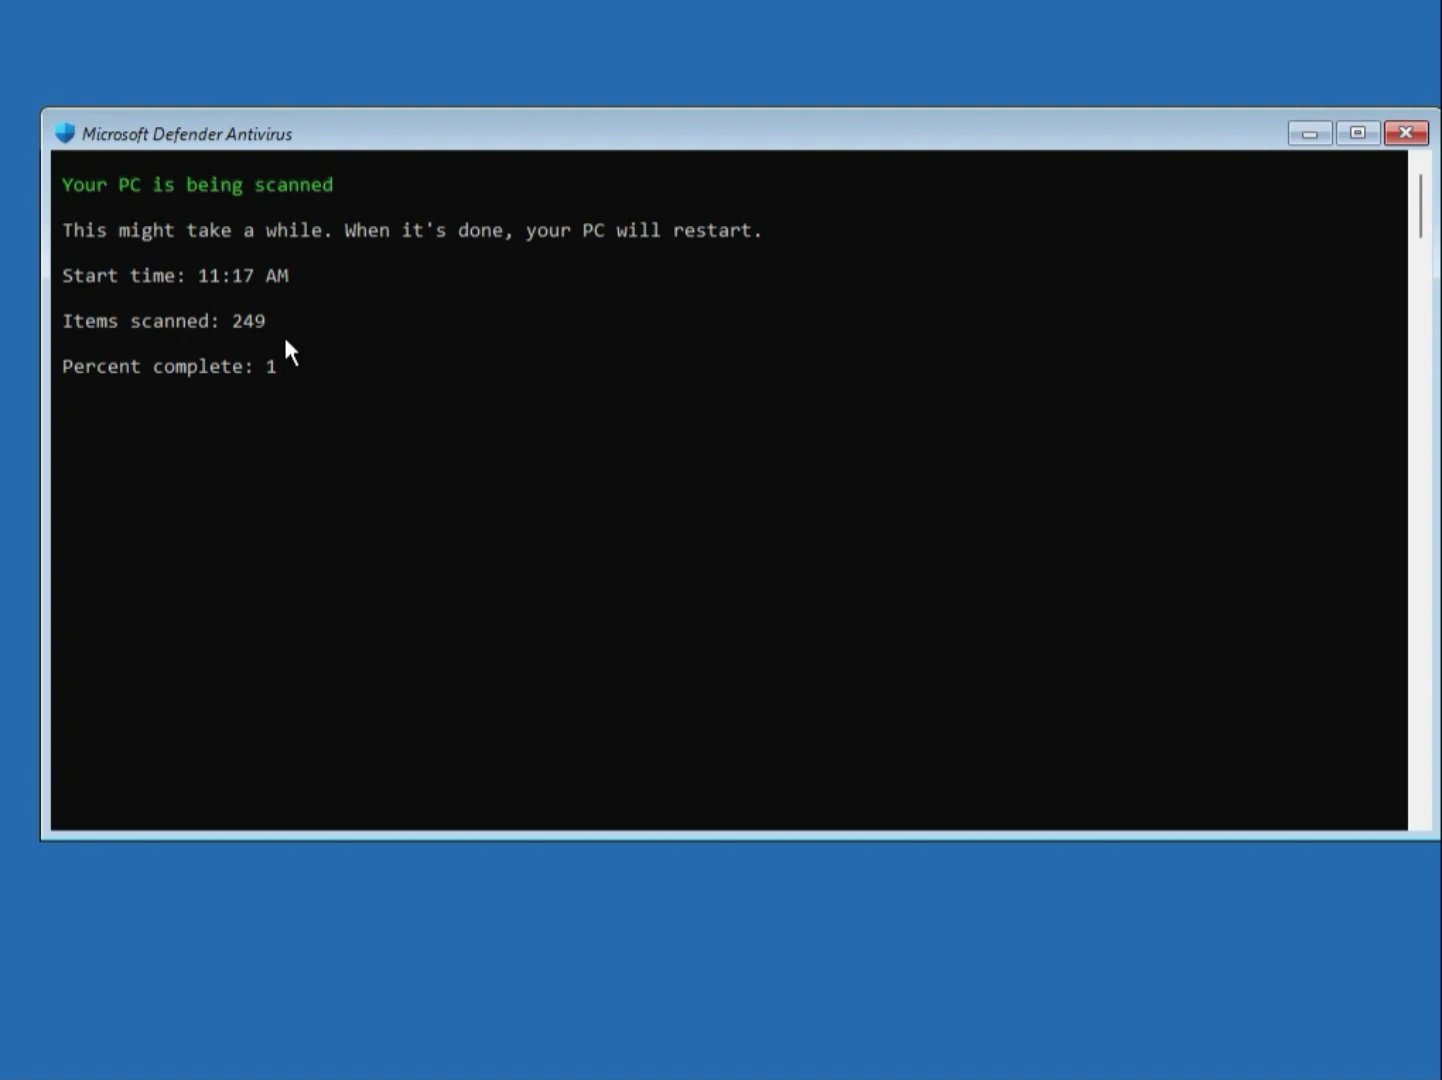 Microsoft Defender Antivirus
Your PC is being scanned
This might take a while. When it's done, your PC will restart.
Start time: 11:17 AM
Items scanned: 249
Percent complete: 1